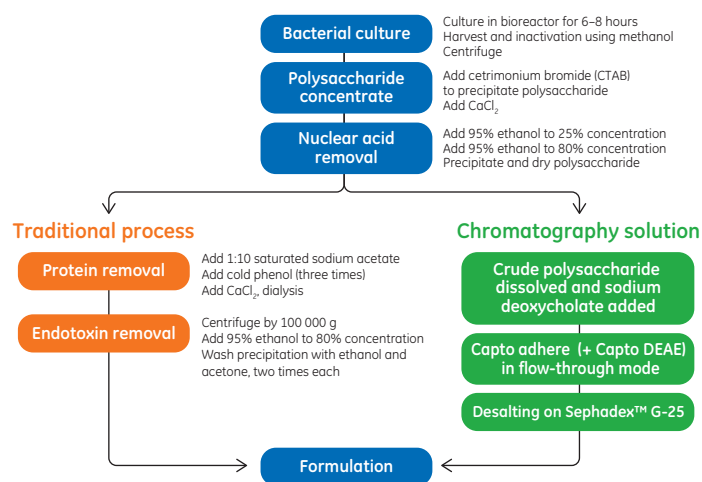 Bacterial culture
Culture in bioreactor for 6–8 hours
Harvest and inactivation using methanol
Centrifuge
Polysaccharide
concentrate
Add cetrimonium bromide (CTAB)
to precipitate polysaccharide
Add CaCl₂
Nuclear acid
removal
Add 95% ethanol to 25% concentration
Add 95% ethanol to 80% concentration
Precipitate and dry polysaccharide
Traditional process
Protein removal
Add 1:10 saturated sodium acetate
Add cold phenol (three times)
Add CaCl₂, dialysis
Endotoxin removal
Centrifuge by 100 000 g
Add 95% ethanol to 80% concentration
Wash precipitation with ethanol and
acetone, two times each
Chromatography solution
Crude polysaccharide
dissolved and sodium
deoxycholate added
Capto adhere (+ Capto DEAE)
in flow-through mode
Desalting on Sephadex™ G-25
Formulation